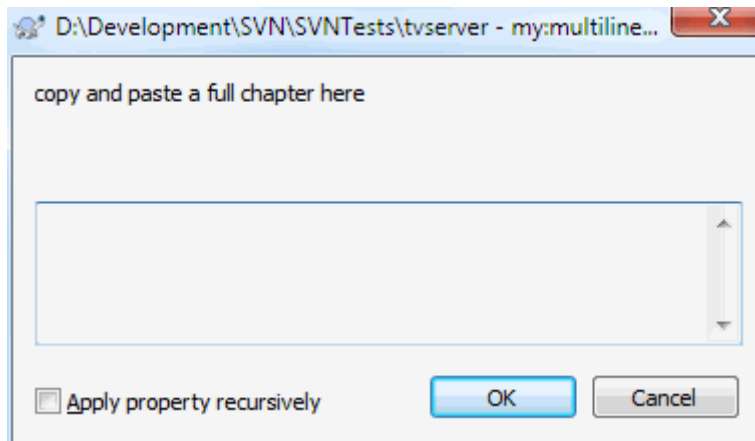 D:\Development\SVN\SVNTests\tvserver - my:multiline...
copy and paste a full chapter here
Apply property recursively
OK
Cancel